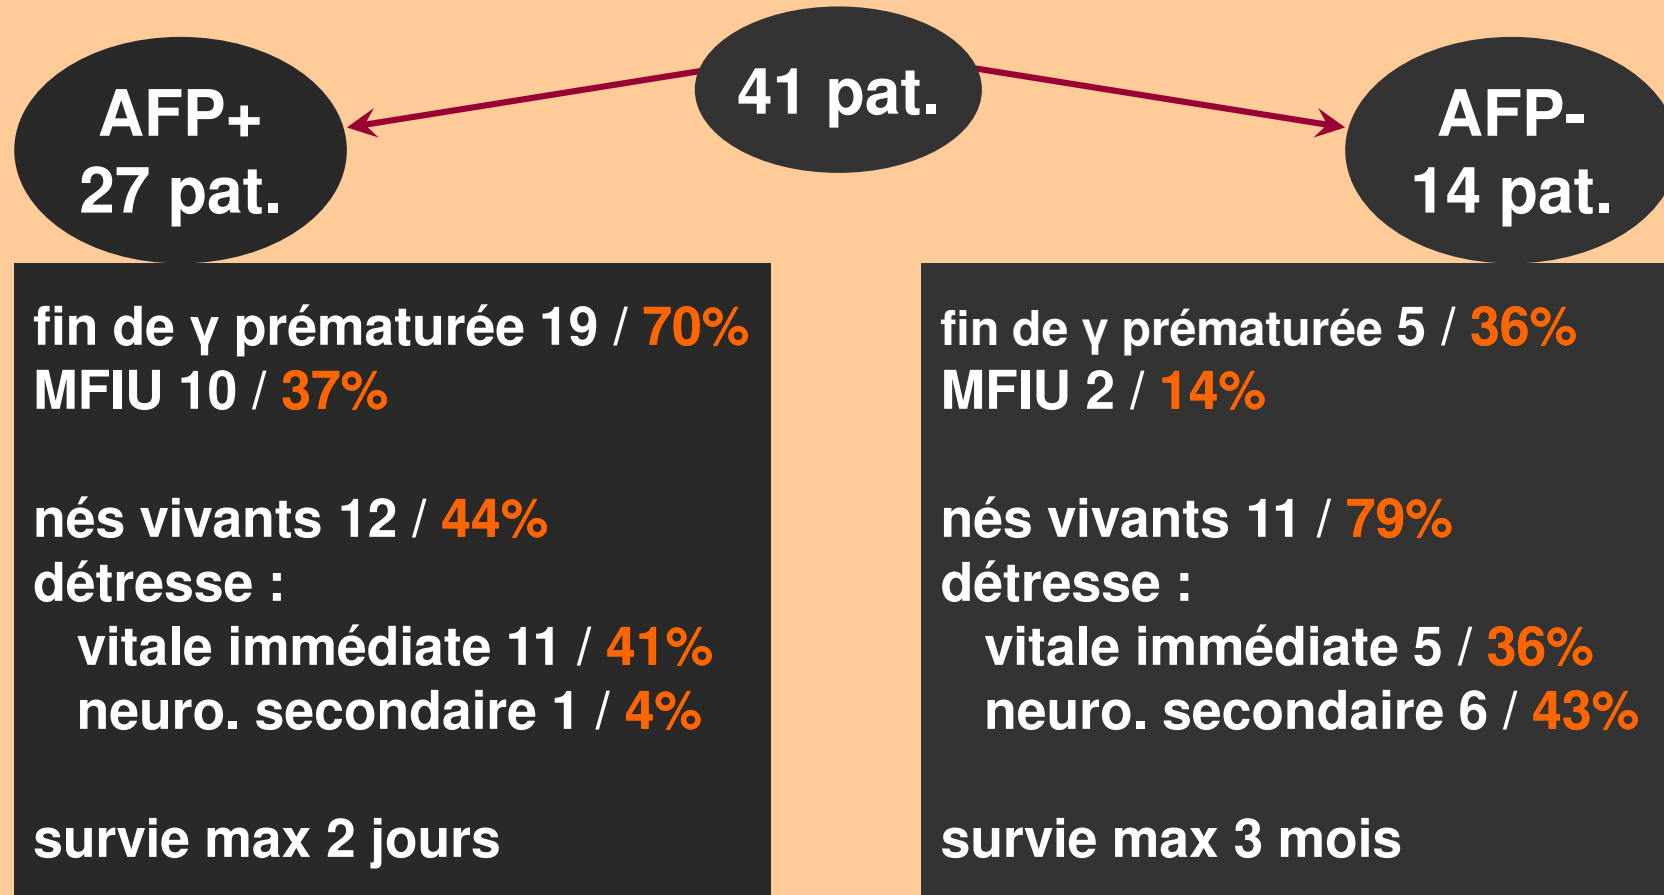 41 pat.
AFP+
27 pat.
fin de γ prématurée 19 / 70%
MFIU 10 / 37%
nés vivants 12 / 44%
détresse :
vitale immédiate 11 / 41%
neuro. secondaire 1 / 4%
survie max 2 jours
AFP-
14 pat.
fin de γ prématurée 5 / 36%
MFIU 2 / 14%
nés vivants 11 / 79%
détresse :
vitale immédiate 5 / 36%
neuro. secondaire 6 / 43%
survie max 3 mois